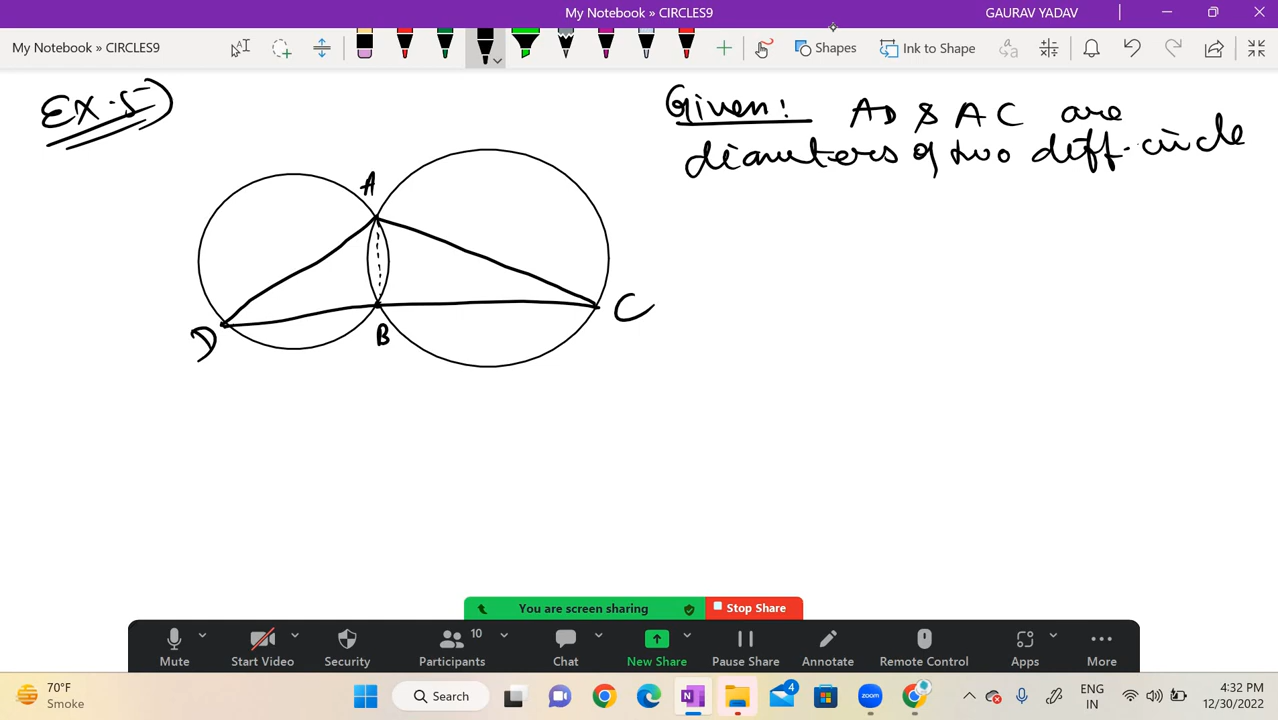 My Notebook » CIRCLES9
GAURAV YADAV
My Notebook » CIRCLES9
Shapes
Ink to Shape
EX-5)
Given: AD & AC are
diameters of two diff. circle
A
D
B
C
You are screen sharing
Stop Share
Mute
Start Video
Security
Participants
10
Chat
New Share
Pause Share
Annotate
Remote Control
Apps
More
70°F
Smoke
Search
4
zoom
ENG
IN
4:32 PM
12/30/2022